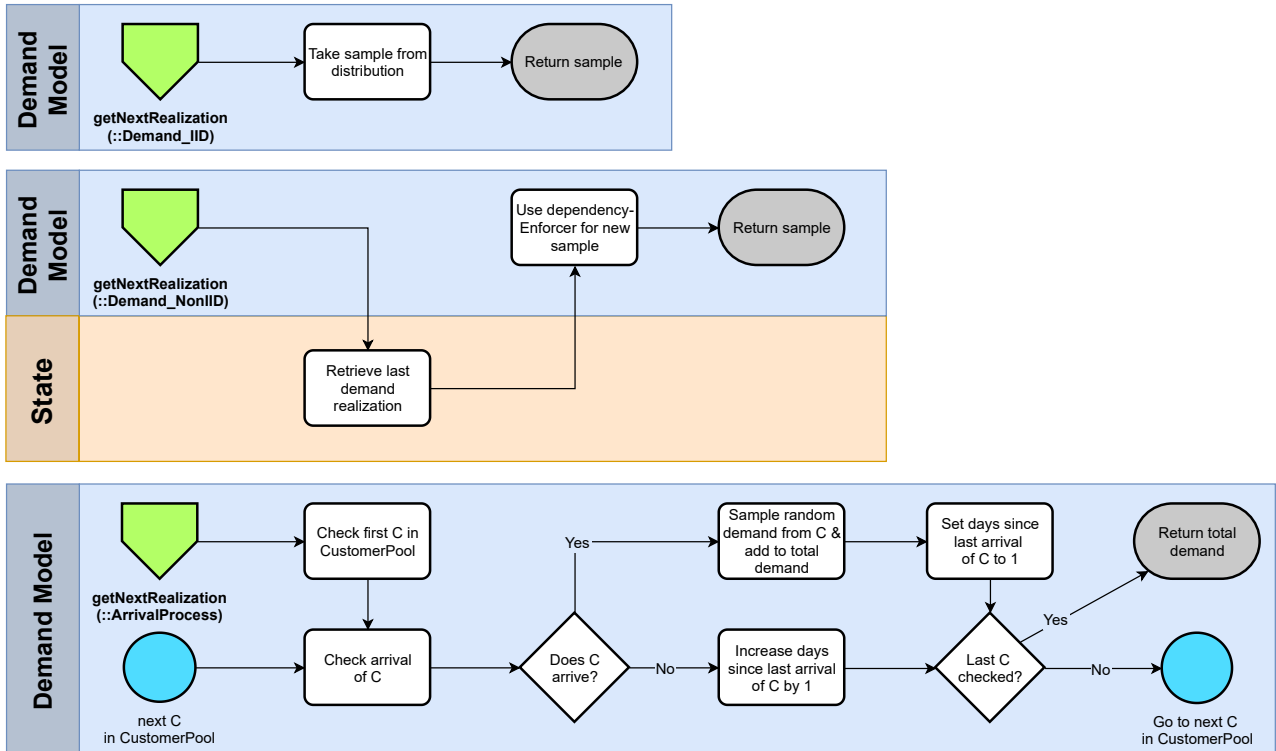 Demand
Model
getNextRealization
(::Demand_IID)
Take sample from
distribution
Return sample
Demand
Model
getNextRealization
(::Demand_NonIID)
Use dependency-
Enforcer for new
sample
Return sample
State
Retrieve last
demand
realization
Demand Model
getNextRealization
(::ArrivalProcess)
Check first C in
CustomerPool
Yes
Sample random
demand from C &
add to total
demand
Set days since
last arrival
of C to 1
Return total
demand
next C
in CustomerPool
Check arrival
of C
Does C
arrive?
No
Increase days
since last arrival
of C by 1
Last C
checked?
Yes
No
Go to next C
in CustomerPool